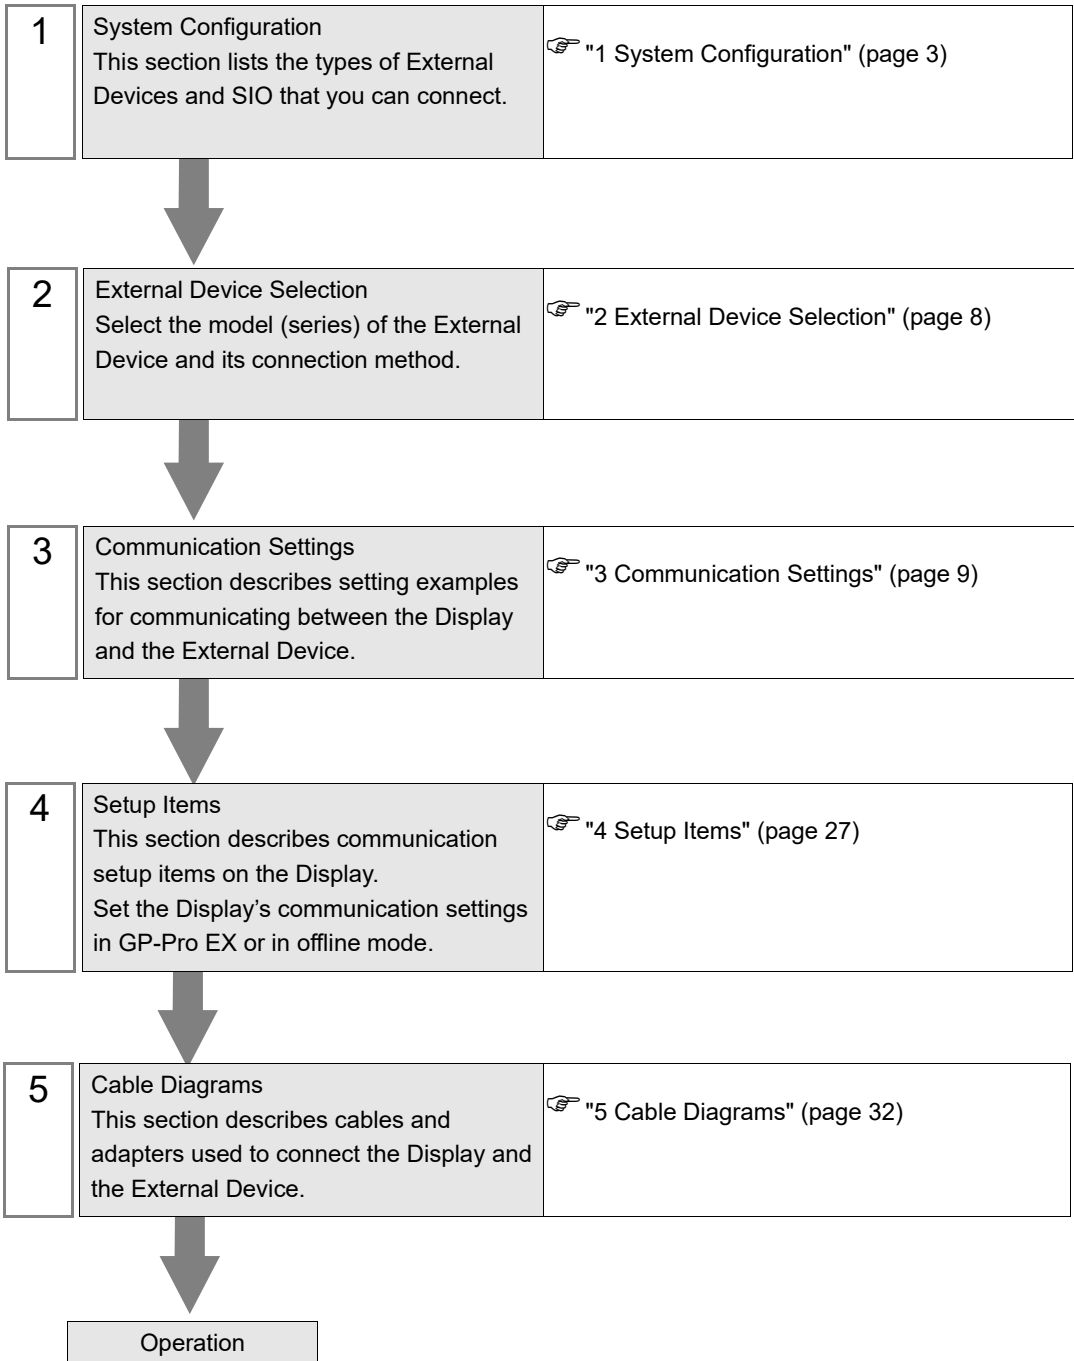 1
System Configuration
This section lists the types of External
Devices and SIO that you can connect.
"1 System Configuration" (page 3)
2
External Device Selection
Select the model (series) of the External
Device and its connection method.
"2 External Device Selection" (page 8)
3
Communication Settings
This section describes setting examples
for communicating between the Display
and the External Device.
"3 Communication Settings" (page 9)
4
Setup Items
This section describes communication
setup items on the Display.
Set the Display’s communication settings
in GP-Pro EX or in offline mode.
"4 Setup Items" (page 27)
5
Cable Diagrams
This section describes cables and
adapters used to connect the Display and
the External Device.
"5 Cable Diagrams" (page 32)
Operation